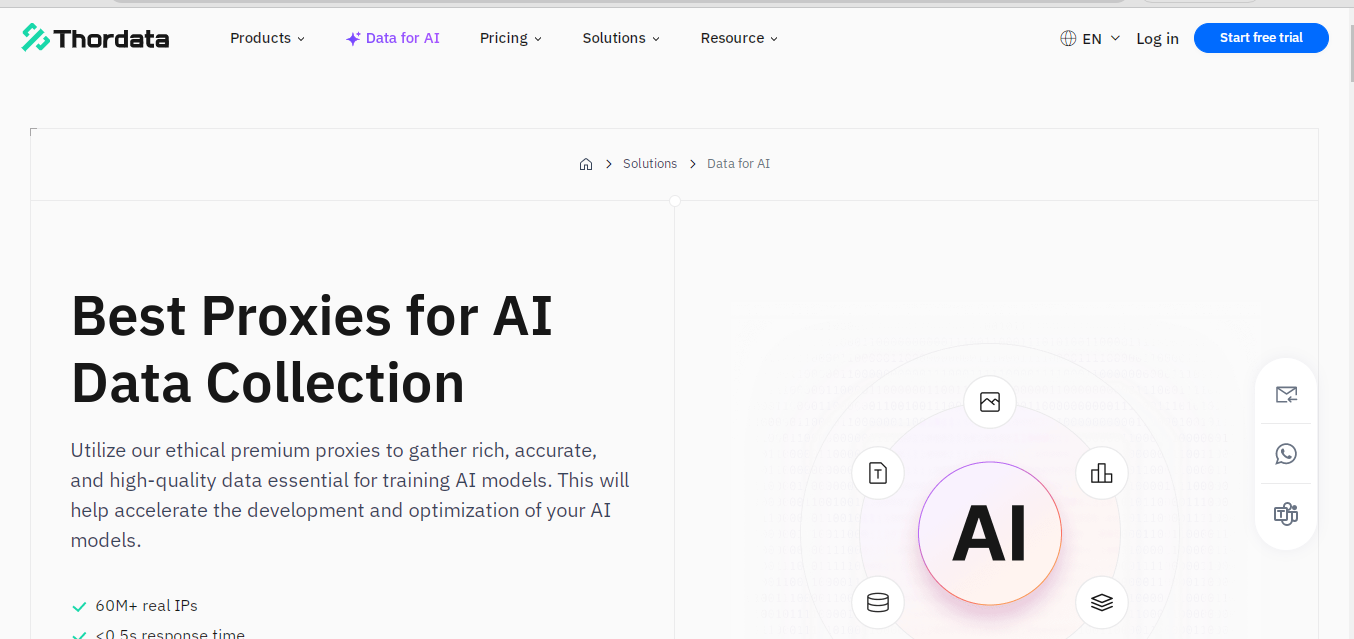 Thordata
Products
Data for AI
Pricing
Solutions
Resource
EN
Log in
Start free trial
Solutions
Data for AI
Best Proxies for AI
Data Collection
Utilize our ethical premium proxies to gather rich, accurate,
and high-quality data essential for training AI models. This will
help accelerate the development and optimization of your AI
models.
60M+ real IPs
<0.5s response time
T
AI